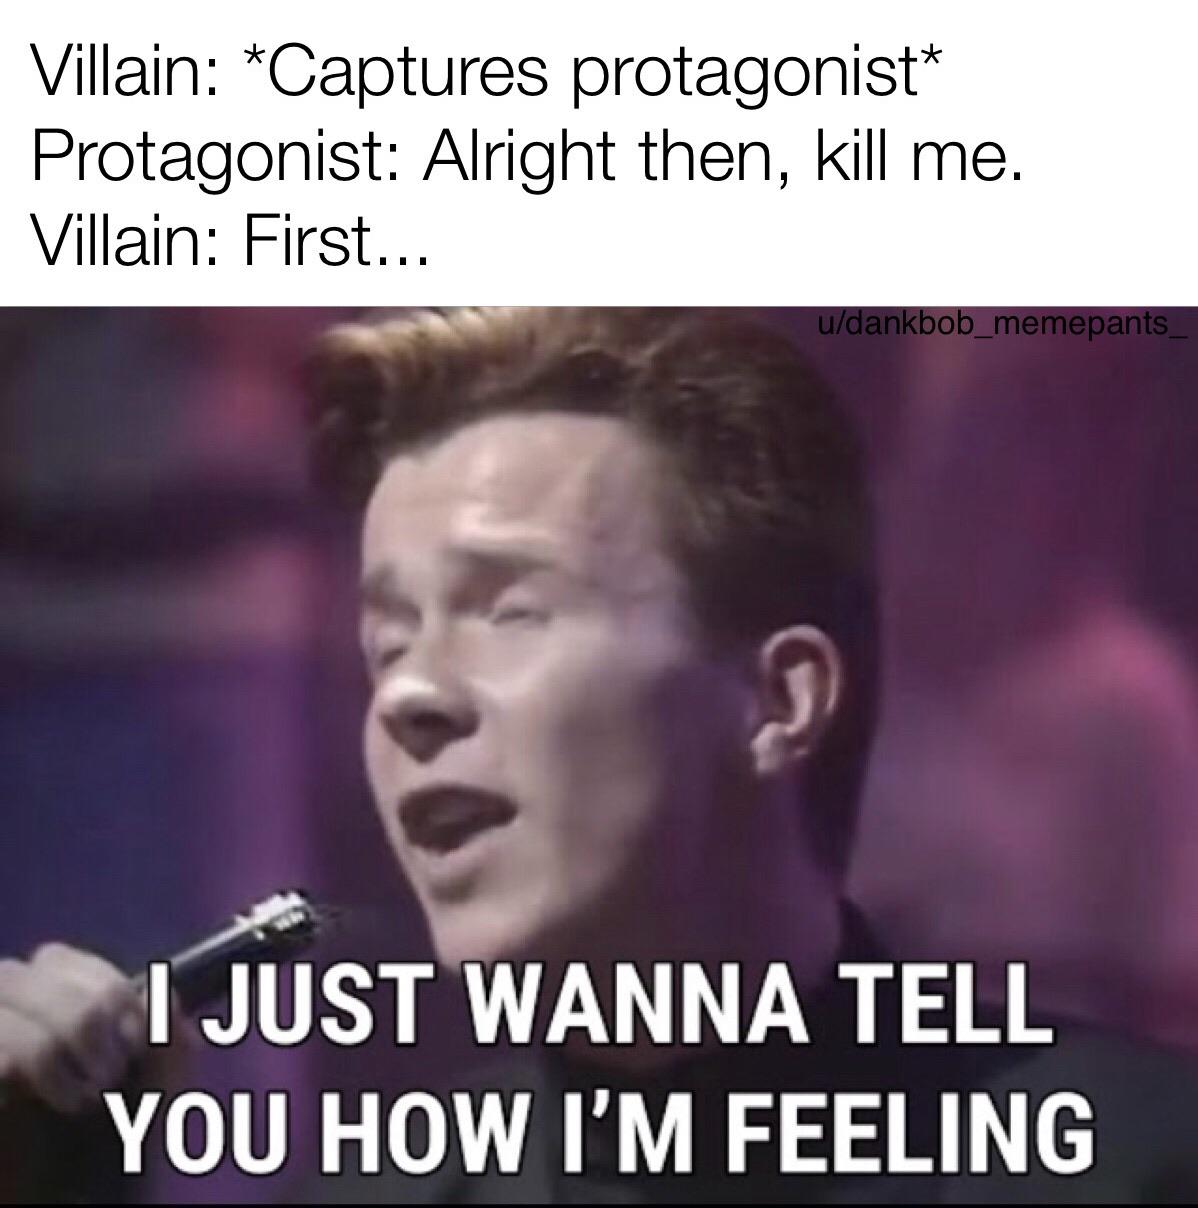 Villain: *Captures protagonist*
Protagonist: Alright then, kill me.
Villain: First...
u/dankbob_memepants_
I JUST WANNA TELL
YOU HOW I'M FEELING